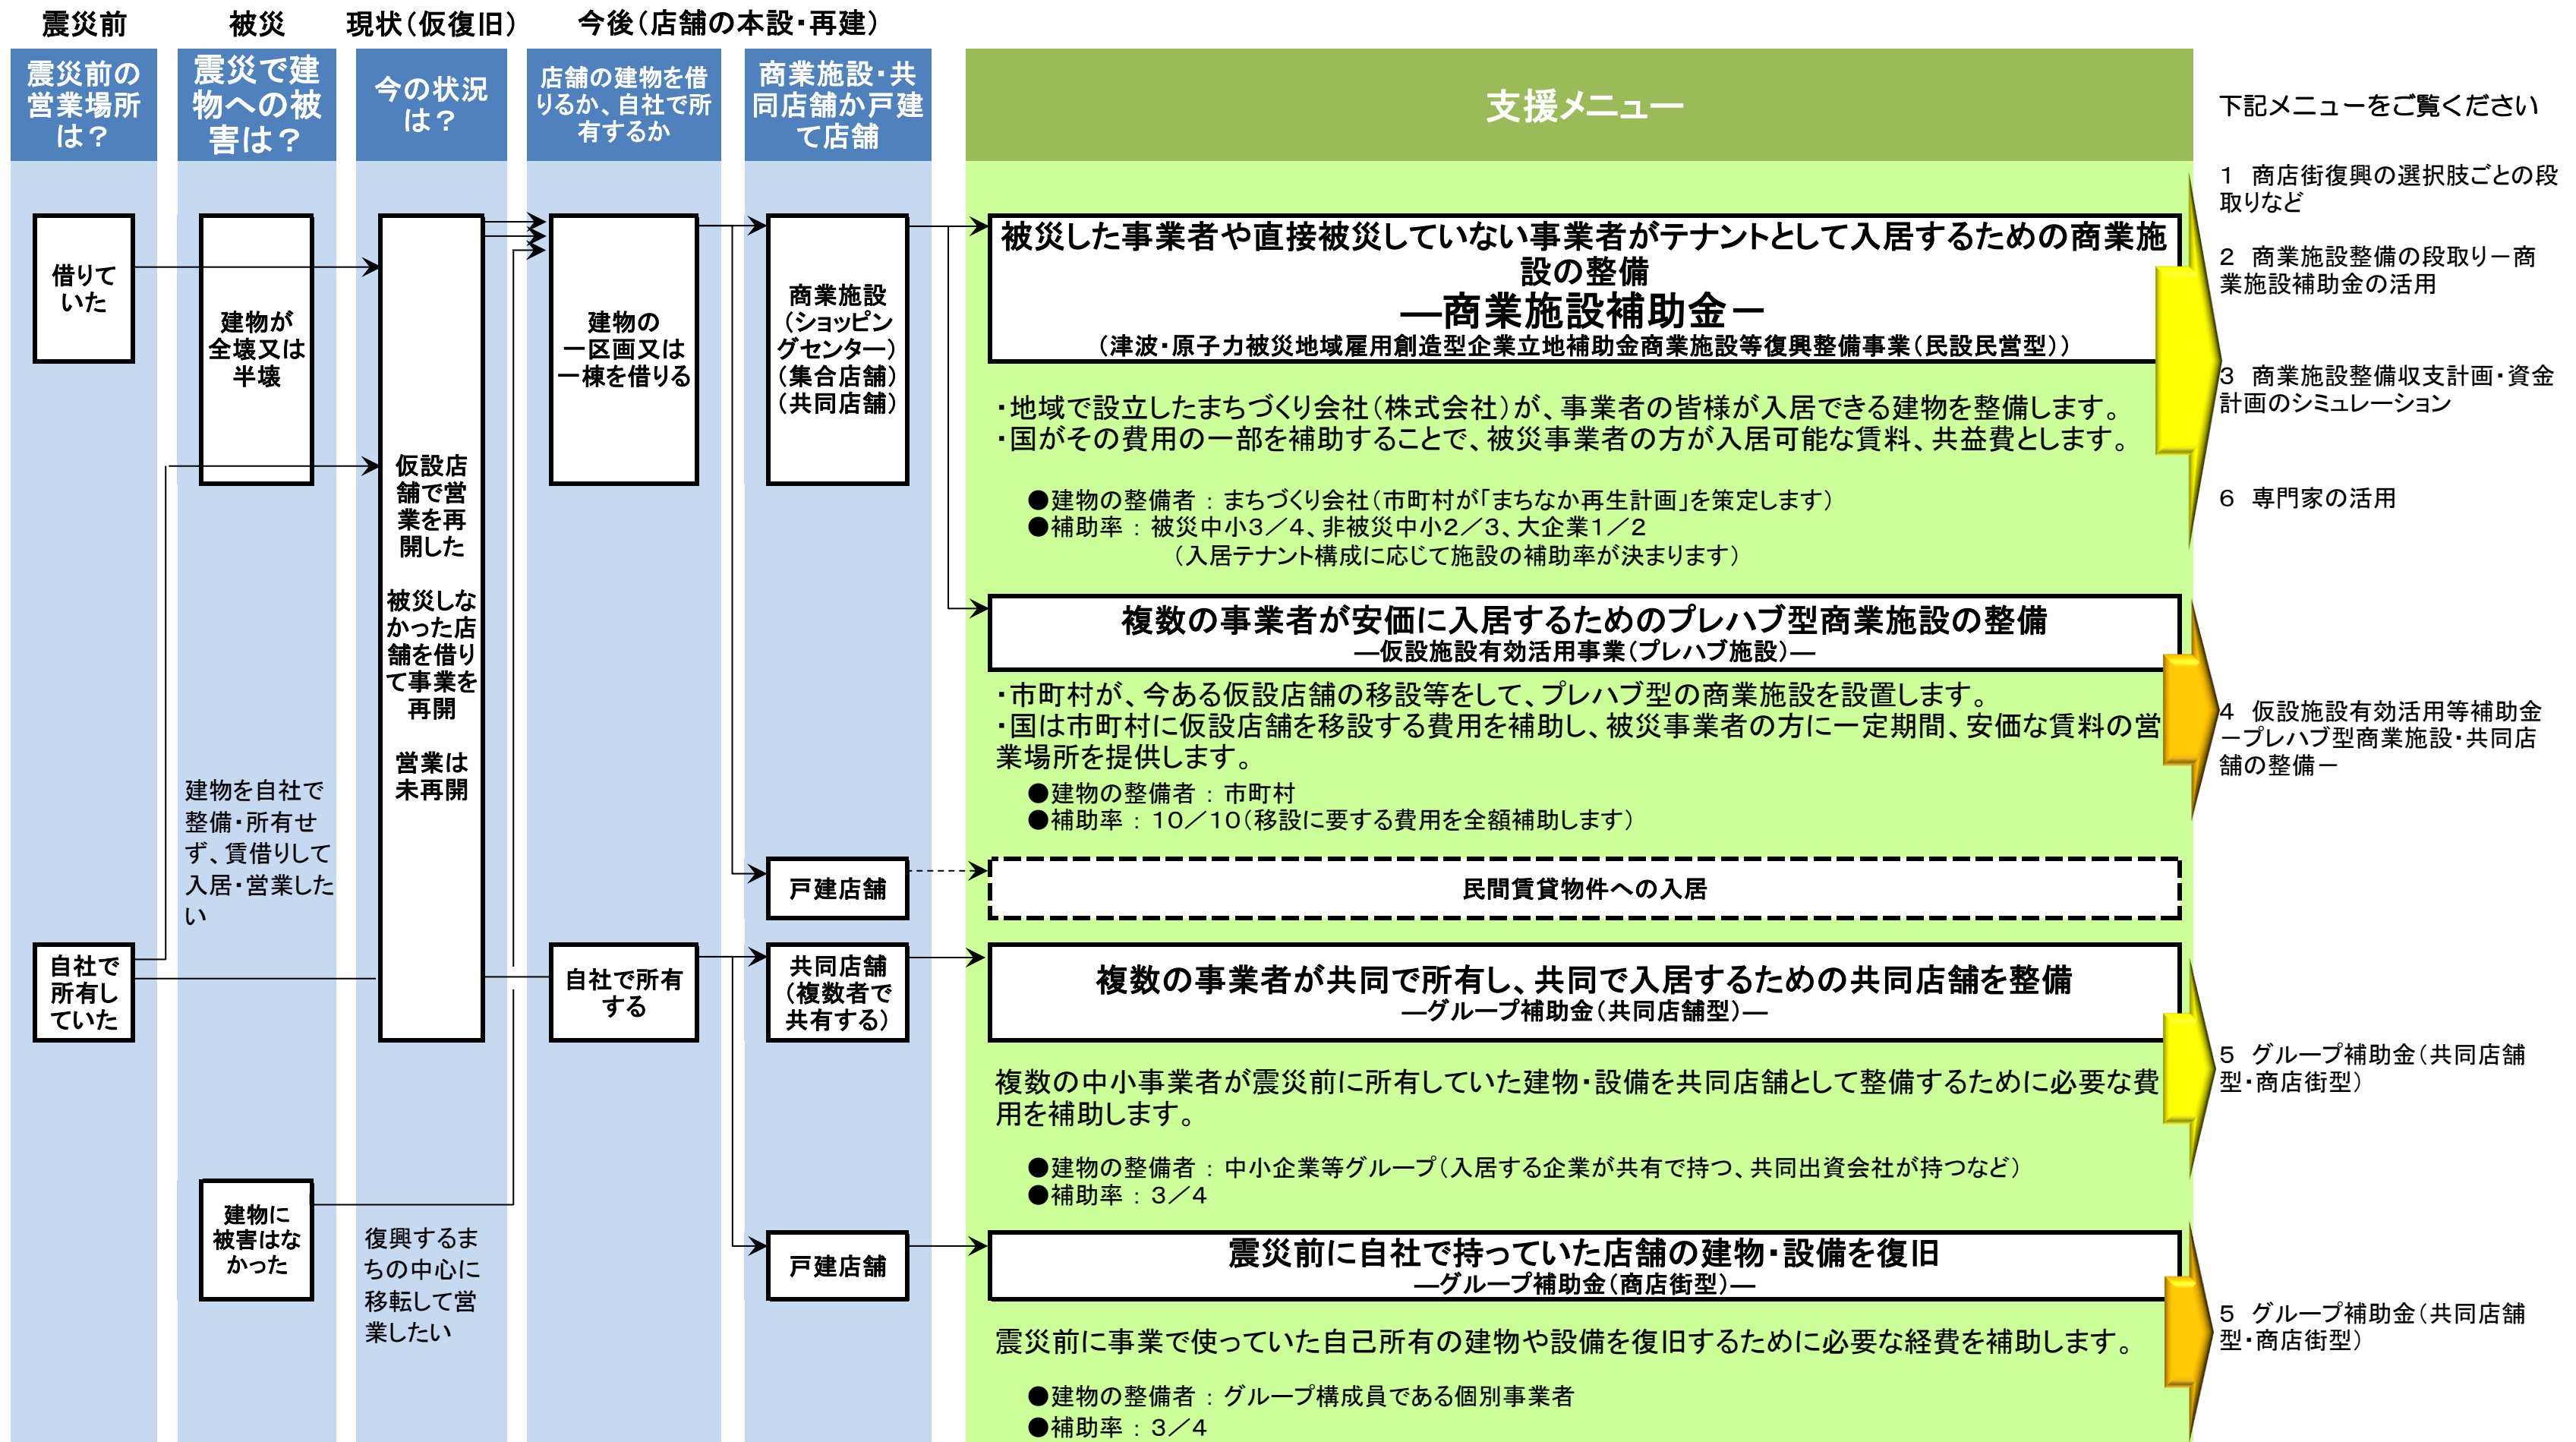 震災前
被災
現状（仮復旧）
今後（店舗の本設・再建）
震災前の
営業場所
は？
震災で建
物への被
害は？
今の状況
は？
店舗の建物を借
りるか、自社で所
有するか
商業施設・共
同店舗か戸建
て店舗
支援メニュー
下記メニューをご覧ください
借りて
いた
建物が
全壊又は
半壊
仮設店
舗で営
業を再
開した
被災しな
かった店
舗を借り
て事業を
再開
営業は
未再開
建物の
一区画又は
一棟を借りる
商業施設
（ショッピン
グセンター）
（集合店舗）
（共同店舗）
被災した事業者や直接被災していない事業者がテナントとして入居するための商業施
設の整備
―商業施設補助金－
（津波・原子力被災地域雇用創造型企業立地補助金商業施設等復興整備事業（民設民営型））
・地域で設立したまちづくり会社（株式会社）が、事業者の皆様が入居できる建物を整備します。
・国がその費用の一部を補助することで、被災事業者の方が入居可能な賃料、共益費とします。
●建物の整備者 ： まちづくり会社（市町村が「まちなか再生計画」を策定します）
●補助率 ： 被災中小３／４、非被災中小２／３、大企業１／２
（入居テナント構成に応じて施設の補助率が決まります）
1　商店街復興の選択肢ごとの段
取りなど
2　商業施設整備の段取り－商
業施設補助金の活用
3　商業施設整備収支計画・資金
計画のシミュレーション
6　専門家の活用
複数の事業者が安価に入居するためのプレハブ型商業施設の整備
―仮設施設有効活用事業（プレハブ施設）―
・市町村が、今ある仮設店舗の移設等をして、プレハブ型の商業施設を設置します。
・国は市町村に仮設店舗を移設する費用を補助し、被災事業者の方に一定期間、安価な賃料の営
業場所を提供します。
●建物の整備者 ： 市町村
●補助率 ： １０／１０（移設に要する費用を全額補助します）
4　仮設施設有効活用等補助金
－プレハブ型商業施設・共同店
舗の整備－
建物を自社で
整備・所有せ
ず、賃借りして
入居・営業した
い
戸建店舗
民間賃貸物件への入居
自社で
所有し
ていた
自社で所有
する
共同店舗
（複数者で
共有する）
複数の事業者が共同で所有し、共同で入居するための共同店舗を整備
―グループ補助金（共同店舗型）―
複数の中小事業者が震災前に所有していた建物・設備を共同店舗として整備するために必要な費
用を補助します。
●建物の整備者 ： 中小企業等グループ（入居する企業が共有で持つ、共同出資会社が持つなど）
●補助率 ： ３／４
5　グループ補助金（共同店舗
型・商店街型）
建物に
被害はな
かった
復興するま
ちの中心に
移転して営
業したい
戸建店舗
震災前に自社で持っていた店舗の建物・設備を復旧
―グループ補助金（商店街型）―
震災前に事業で使っていた自己所有の建物や設備を復旧するために必要な経費を補助します。
●建物の整備者 ： グループ構成員である個別事業者
●補助率 ： ３／４
5　グループ補助金（共同店舗
型・商店街型）